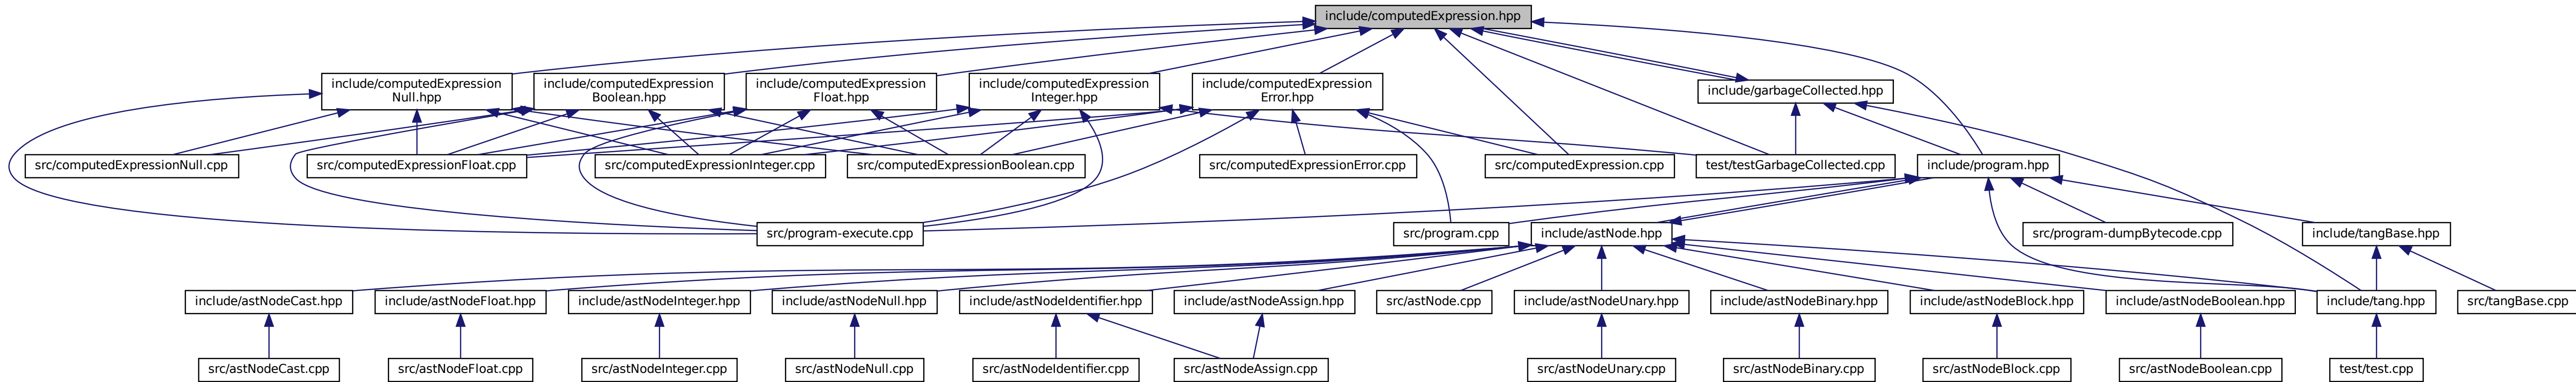 include/computedExpression.hpp
include/computedExpression
Null.hpp
include/computedExpression
Boolean.hpp
include/computedExpression
Float.hpp
include/computedExpression
Integer.hpp
include/computedExpression
Error.hpp
include/garbageCollected.hpp
src/computedExpressionNull.cpp
src/computedExpressionFloat.cpp
src/computedExpressionInteger.cpp
src/computedExpressionBoolean.cpp
src/computedExpressionError.cpp
src/computedExpression.cpp
test/testGarbageCollected.cpp
include/program.hpp
src/program-execute.cpp
src/program.cpp
include/astNode.hpp
src/program-dumpBytecode.cpp
include/tangBase.hpp
include/astNodeCast.hpp
include/astNodeFloat.hpp
include/astNodeInteger.hpp
include/astNodeNull.hpp
include/astNodeIdentifier.hpp
include/astNodeAssign.hpp
src/astNode.cpp
include/astNodeUnary.hpp
include/astNodeBinary.hpp
include/astNodeBlock.hpp
include/astNodeBoolean.hpp
include/tang.hpp
src/tangBase.cpp
src/astNodeCast.cpp
src/astNodeFloat.cpp
src/astNodeInteger.cpp
src/astNodeNull.cpp
src/astNodeIdentifier.cpp
src/astNodeAssign.cpp
src/astNodeUnary.cpp
src/astNodeBinary.cpp
src/astNodeBlock.cpp
src/astNodeBoolean.cpp
test/test.cpp